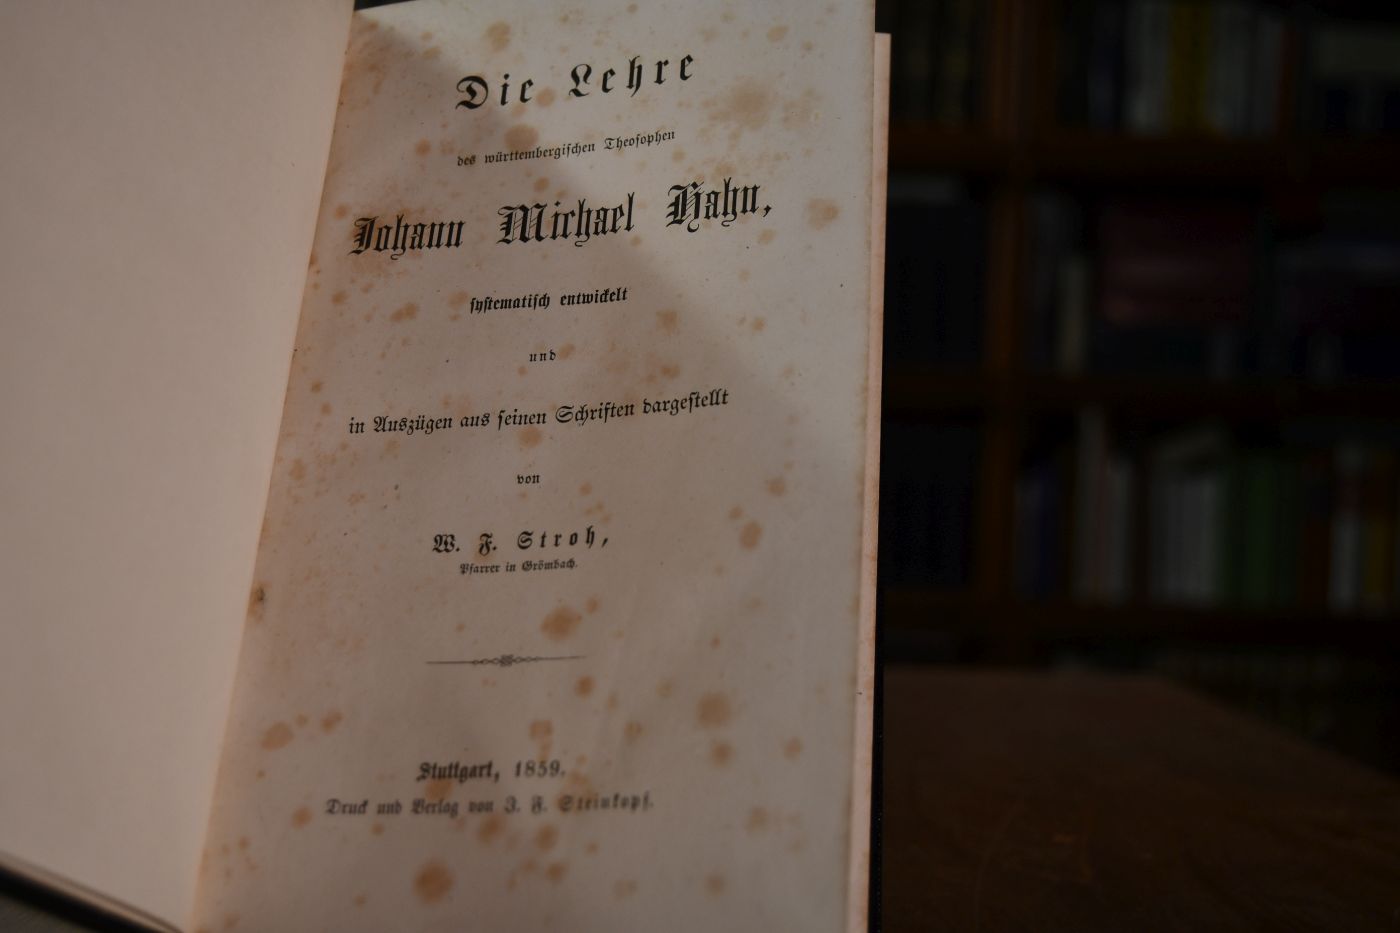 Die Lehre
des württembergischen Theosophen
Johann Michael Hahn,
systematisch entwickelt
und
in Auszügen aus seinen Schriften dargestellt
von
W. F. Stroh,
Pfarrer in Grömbach.
Stuttgart, 1859.
Druck und Verlag von J. F. Steinkopf.